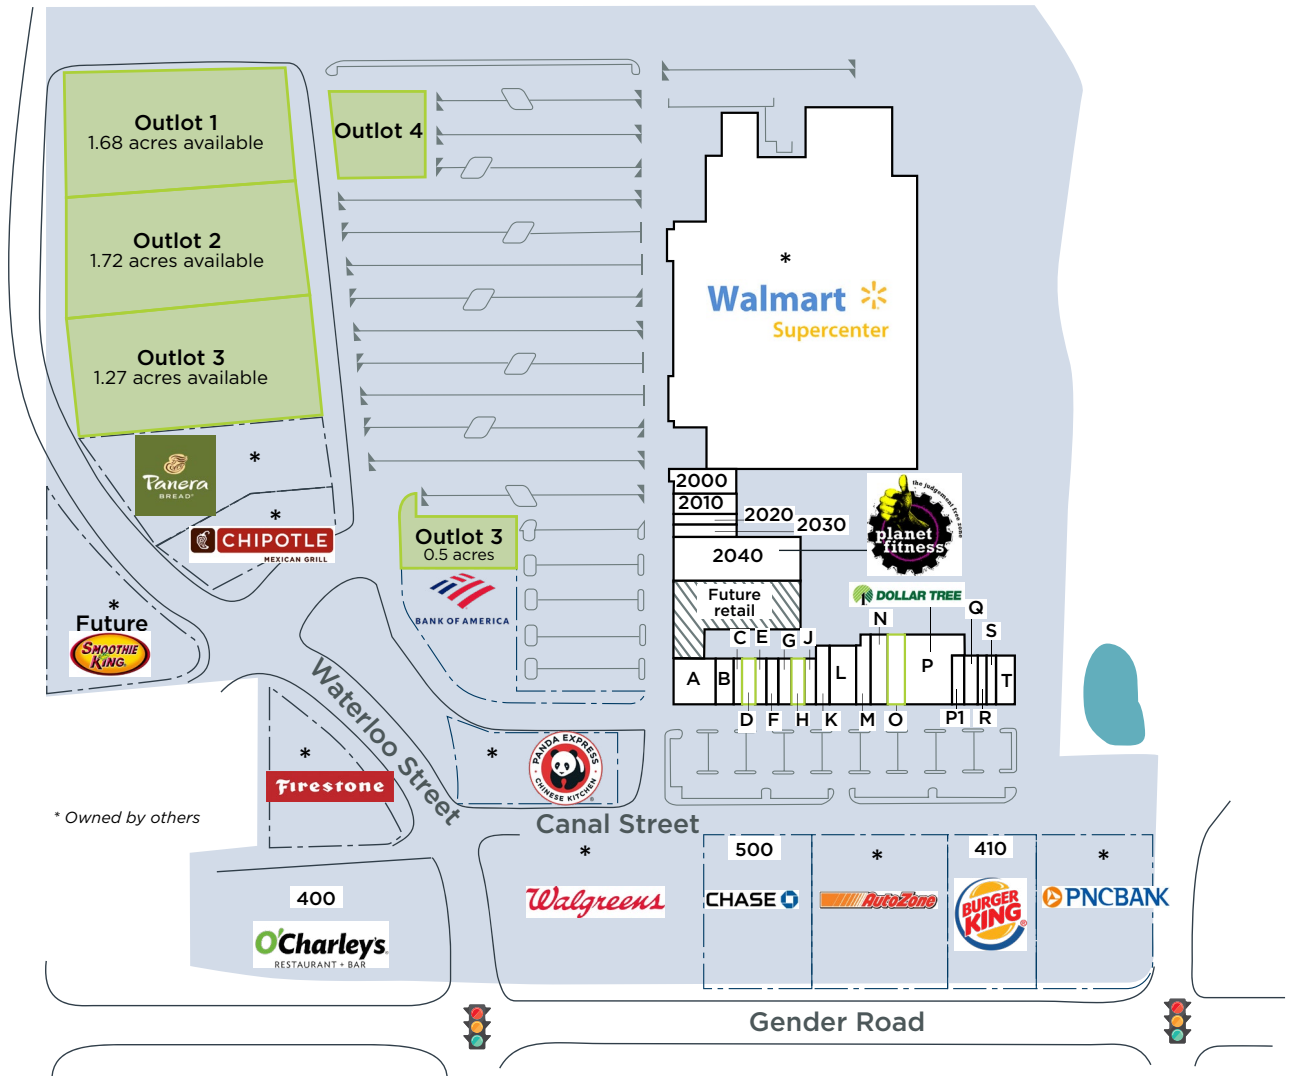 Outlot 1
1.68 acres available
Outlot 4
Outlot 2
1.72 acres available
*
Walmart
Supercenter
Outlot 3
1.27 acres available
*
Panera
BREAD®
*
CHIPOTLE
MEXICAN GRILL
2000
2010
2020
2030
2040
the judgement free zone
planet
fitness
Outlot 3
0.5 acres
BANK OF AMERICA
Future
retail
DOLLAR TREE
*
Future
SMOOTHIE
KING
C
E
G
J
N
Q
S
A
B
L
P
T
D
F
H
K
M
O
P1
R
Waterloo Street
*
Firestone
*
PANDA EXPRESS
CHINESE KITCHEN
* Owned by others
Canal Street
*
Walgreens
500
CHASE
*
AutoZone
410
BURGER
KING
*
PNCBANK
400
O'Charley's
RESTAURANT + BAR
Gender Road